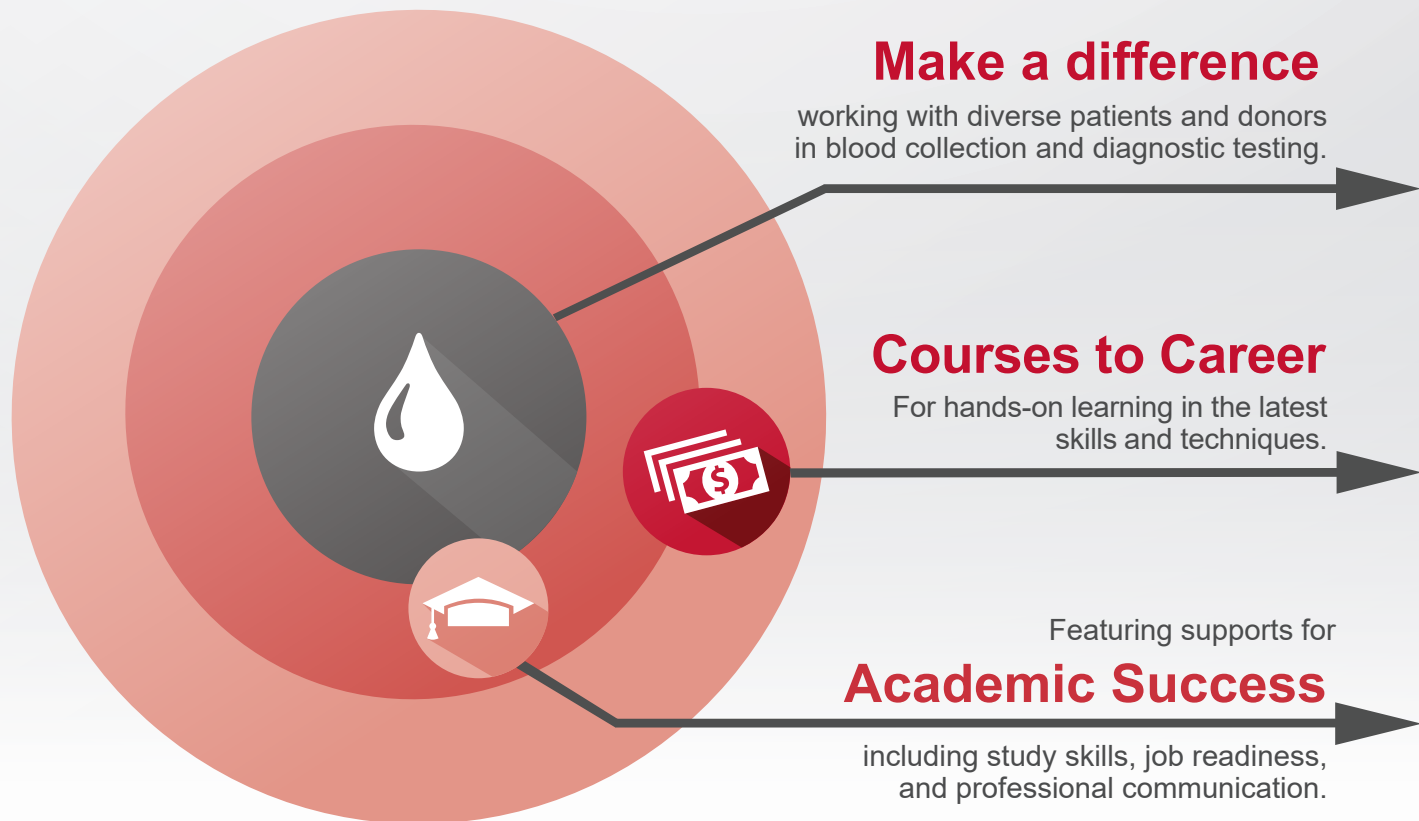 Make a difference
working with diverse patients and donors
in blood collection and diagnostic testing.
Courses to Career
For hands-on learning in the latest
skills and techniques.
$
Featuring supports for
Academic Success
including study skills, job readiness,
and professional communication.